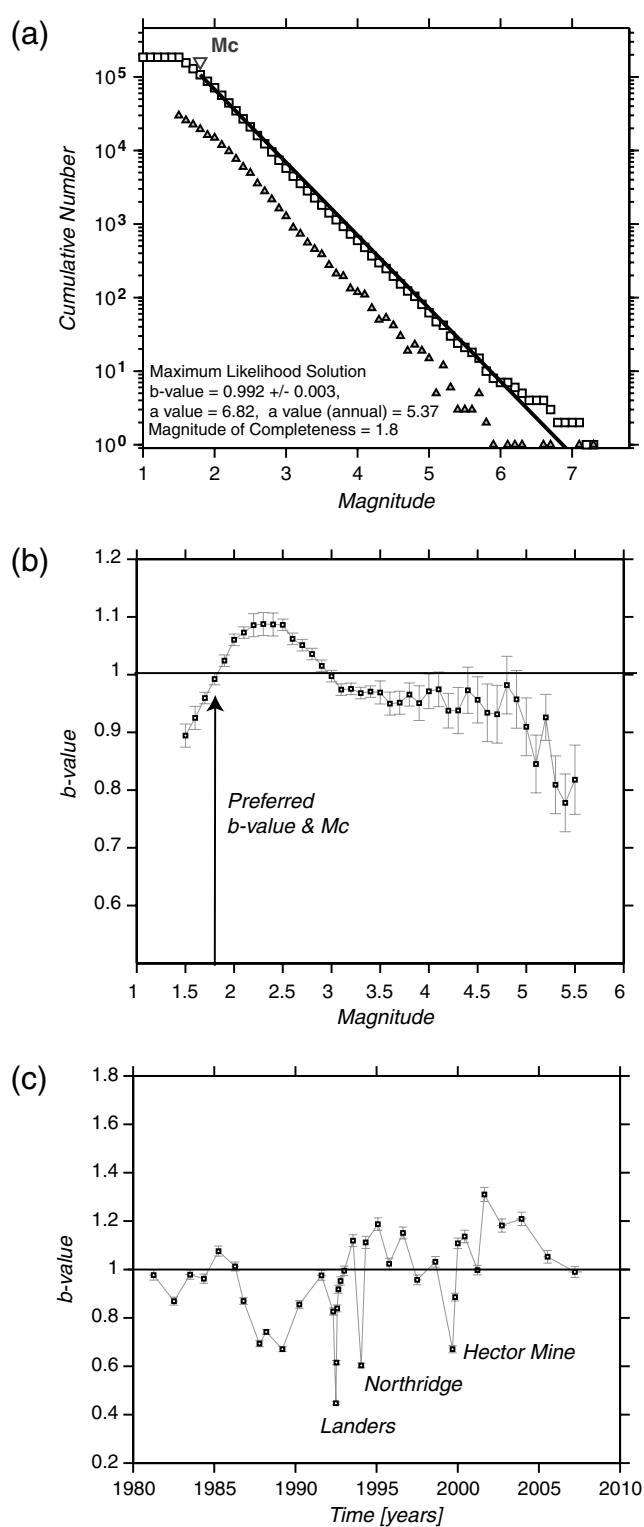 (a)
Mc
10^5
10^4
10^3
10^2
10^1
10^0
Cumulative Number
Maximum Likelihood Solution
b-value = 0.992 +/- 0.003,
a value = 6.82, a value (annual) = 5.37
Magnitude of Completeness = 1.8
1 2 3 4 5 6 7
Magnitude
(b)
1.2
1.1
1
0.9
0.8
0.7
0.6
b-value
Preferred
b-value & Mc
1 1.5 2 2.5 3 3.5 4 4.5 5 5.5 6
Magnitude
(c)
1.8
1.6
1.4
1.2
1
0.8
0.6
0.4
0.2
b-value
Hector Mine
Northridge
Landers
1980 1985 1990 1995 2000 2005 2010
Time [years]